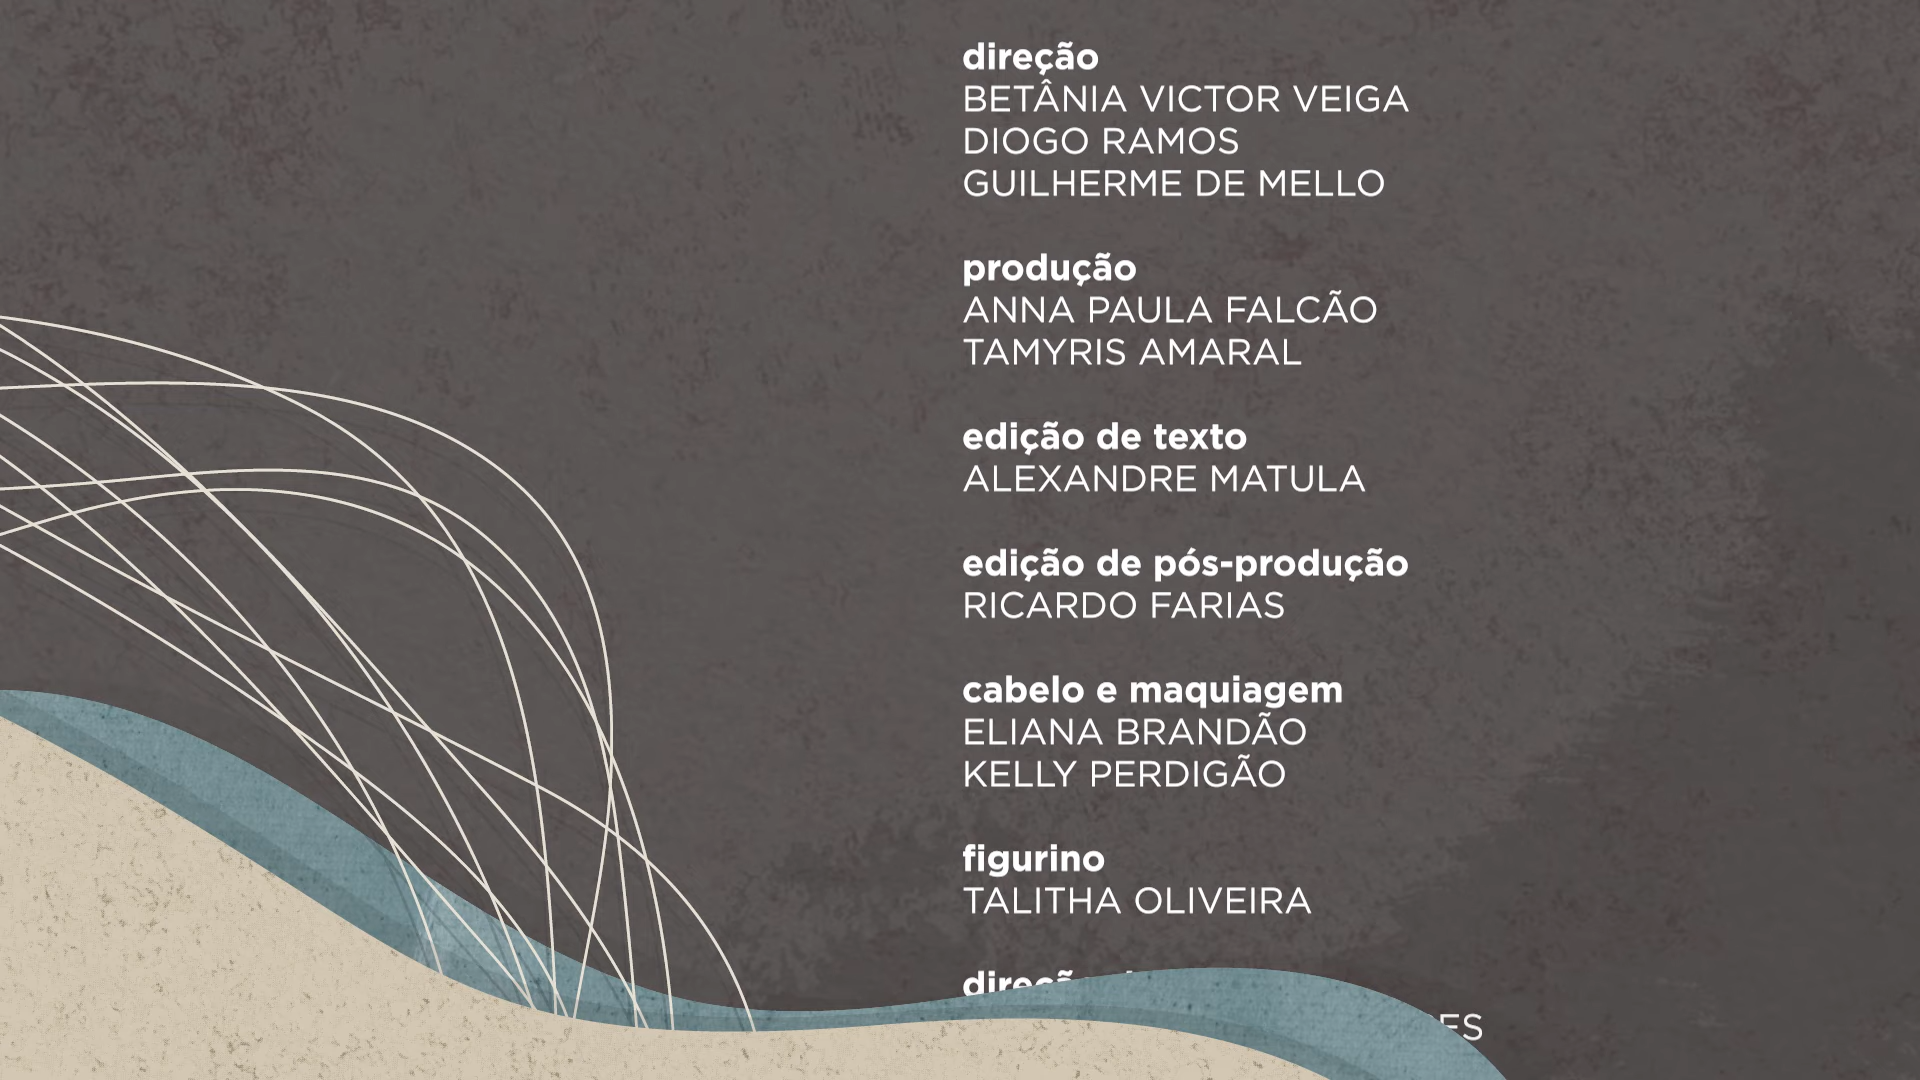 direção
BETÂNIA VICTOR VEIGA
DIOGO RAMOS
GUILHERME DE MELLO
produção
ANNA PAULA FALCÃO
TAMYRIS AMARAL
edição de texto
ALEXANDRE MATULA
edição de pós-produção
RICARDO FARIAS
cabelo e maquiagem
ELIANA BRANDÃO
KELLY PERDIGÃO
figurino
TALITHA OLIVEIRA